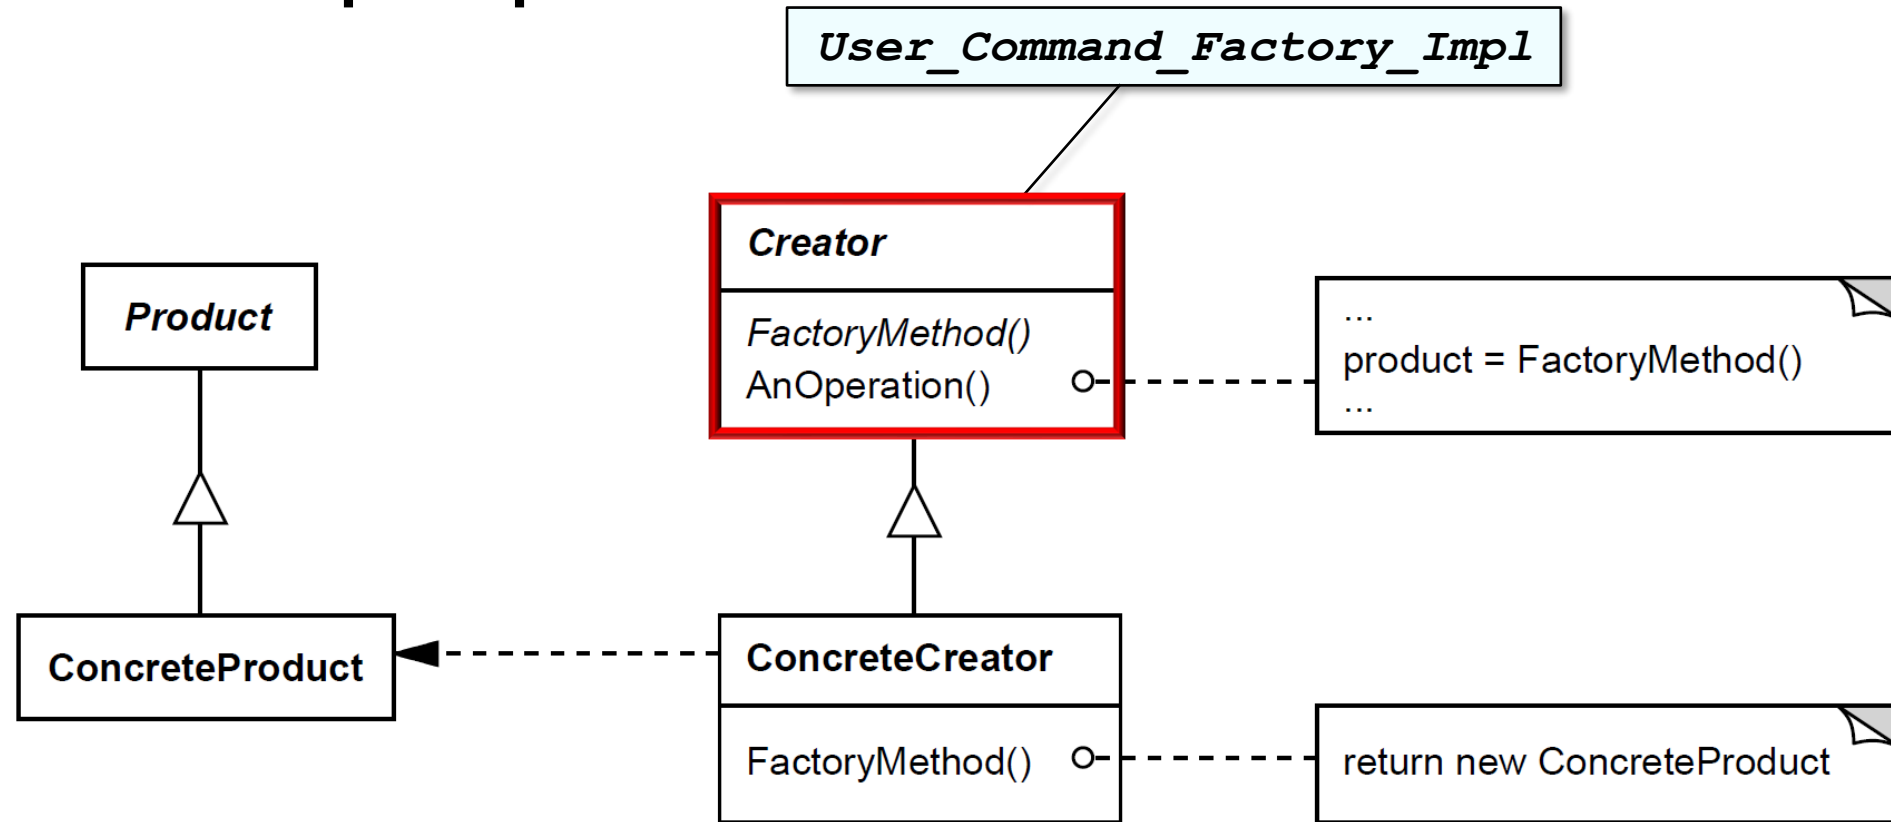 User_Command_Factory_Impl
Creator
FactoryMethod()
AnOperation()
Product
...
product = FactoryMethod()
...
ConcreteProduct
ConcreteCreator
FactoryMethod()
return new ConcreteProduct